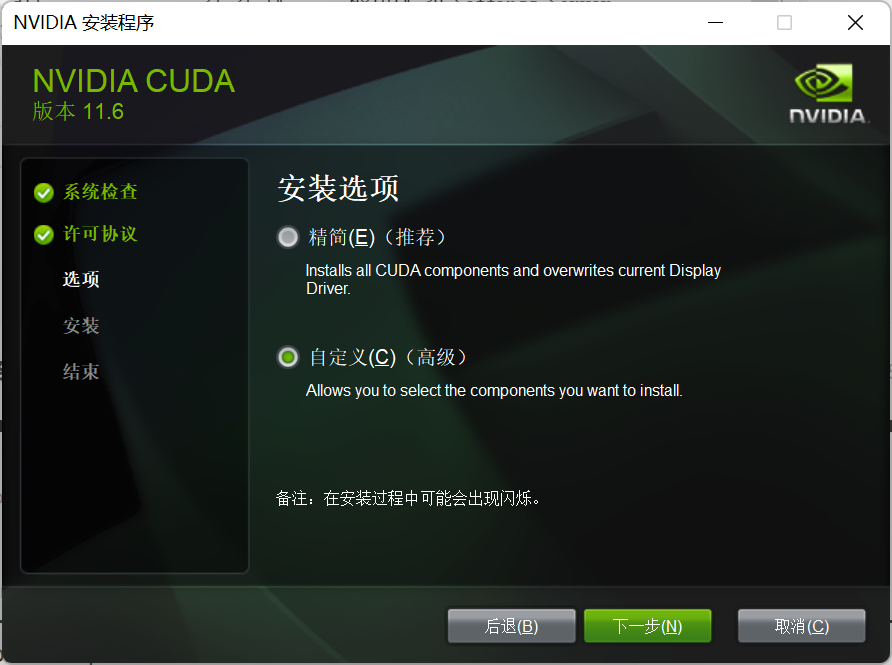 NVIDIA 安装程序
NVIDIA CUDA
版本 11.6
NVIDIA.
系统检查
许可协议
选项
安装
结束
安装选项
精简(E)（推荐）
Installs all CUDA components and overwrites current Display
Driver.
自定义(C)（高级）
Allows you to select the components you want to install.
备注：在安装过程中可能会出现闪烁。
后退(B)
下一步(N)
取消(C)